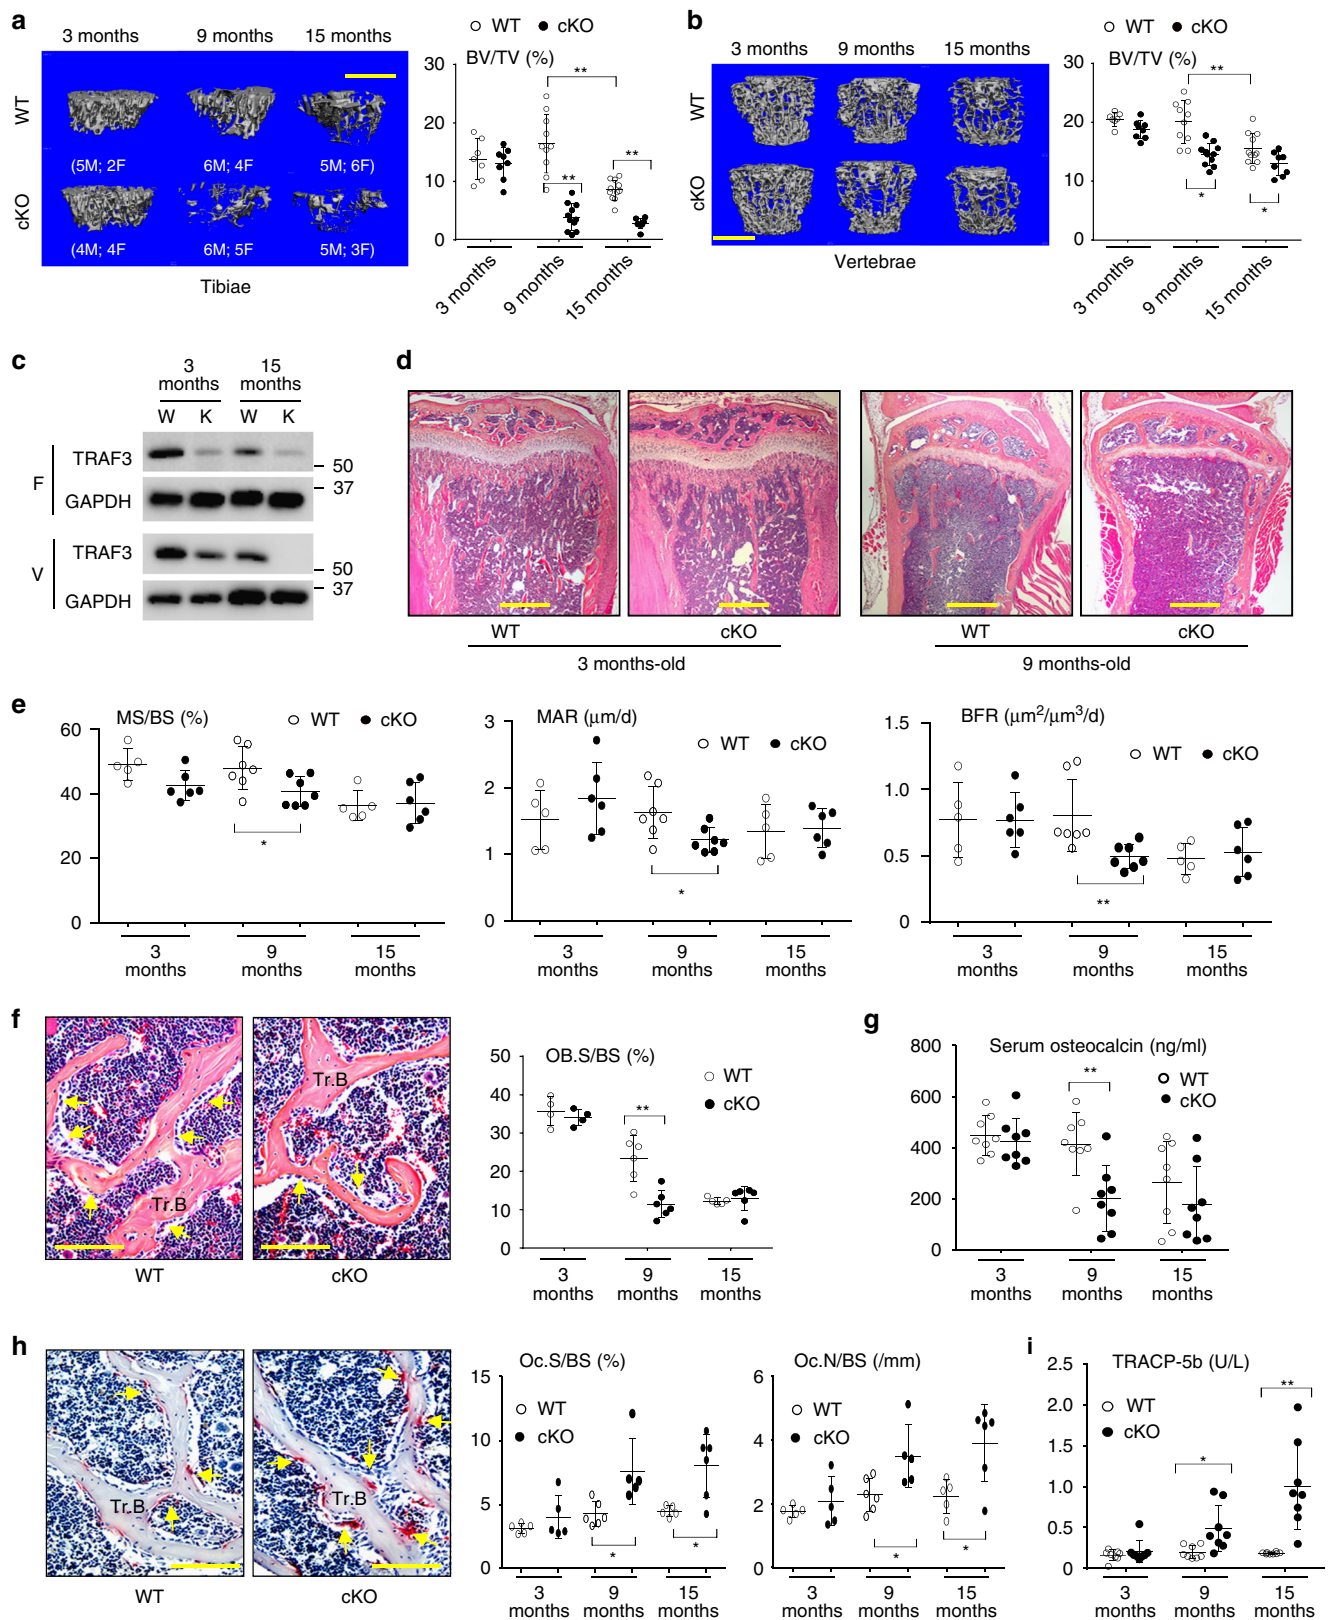 a
3 months 9 months 15 months
WT
(5M; 2F 6M; 4F 5M; 6F)
cKO
(4M; 4F 6M; 5F 5M; 3F)
Tibiae
WT cKO
BV/TV (%)
30
20
10
0
** ** **
3 months 9 months 15 months
b
3 months 9 months 15 months
WT
cKO
Vertebrae
WT cKO
BV/TV (%)
30
20
10
0
** * *
3 months 9 months 15 months
c
3 months 15 months
W K W K
F
TRAF3
50
37
GAPDH
V
TRAF3
50
37
GAPDH
d
WT cKO
3 months-old
WT cKO
9 months-old
e
MS/BS (%)
WT cKO
60
40
20
0
*
3 months 9 months 15 months
MAR (μm/d)
WT cKO
3
2
1
0
*
3 months 9 months 15 months
BFR (μm²/μm³/d)
WT cKO
1.5
1.0
0.5
0
**
3 months 9 months 15 months
f
Tr.B
Tr.B
WT cKO
OB.S/BS (%)
WT
cKO
50
40
30
20
10
0
**
3 months 9 months 15 months
g
Serum osteocalcin (ng/ml)
WT
cKO
800
600
400
200
0
**
3 months 9 months 15 months
h
Tr.B
Tr.B
WT cKO
Oc.S/BS (%)
WT
cKO
15
10
5
0
* *
3 months 9 months 15 months
Oc.N/BS (/mm)
WT
cKO
6
4
2
0
* *
3 months 9 months 15 months
i
TRACP-5b (U/L)
WT
cKO
2.5
2.0
1.5
1.0
0.5
0
* **
3 months 9 months 15 months